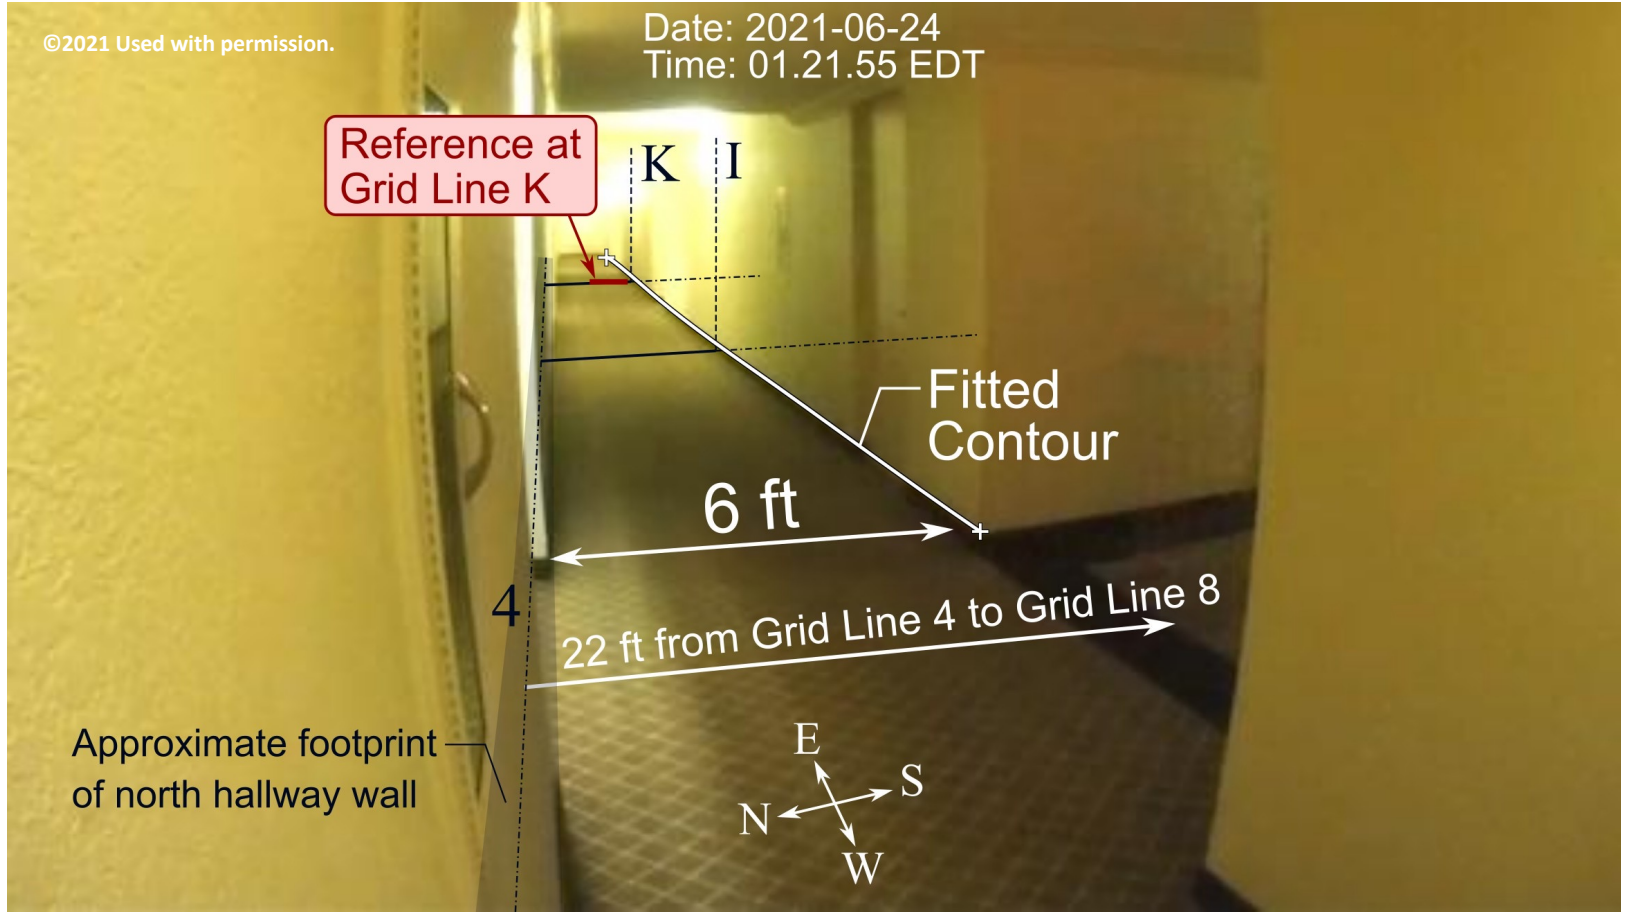 ©2021 Used with permission.
Date: 2021-06-24
Time: 01.21.55 EDT
Reference at
Grid Line K
K
I
Fitted
Contour
6 ft
4
22 ft from Grid Line 4 to Grid Line 8
Approximate footprint
of north hallway wall
E
N
S
W